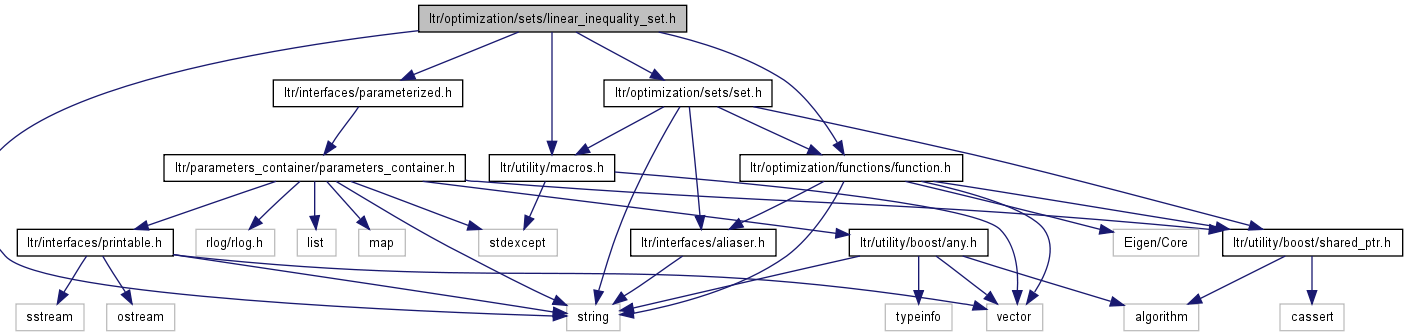 ltr/optimization/sets/linear_inequality_set.h
ltr/interfaces/parameterized.h
ltr/optimization/sets/set.h
ltr/parameters_container/parameters_container.h
ltr/utility/macros.h
ltr/optimization/functions/function.h
ltr/interfaces/printable.h
rlog/rlog.h
list
map
stdexcept
ltr/interfaces/aliaser.h
ltr/utility/boost/any.h
Eigen/Core
ltr/utility/boost/shared_ptr.h
sstream
ostream
string
typeinfo
vector
algorithm
cassert